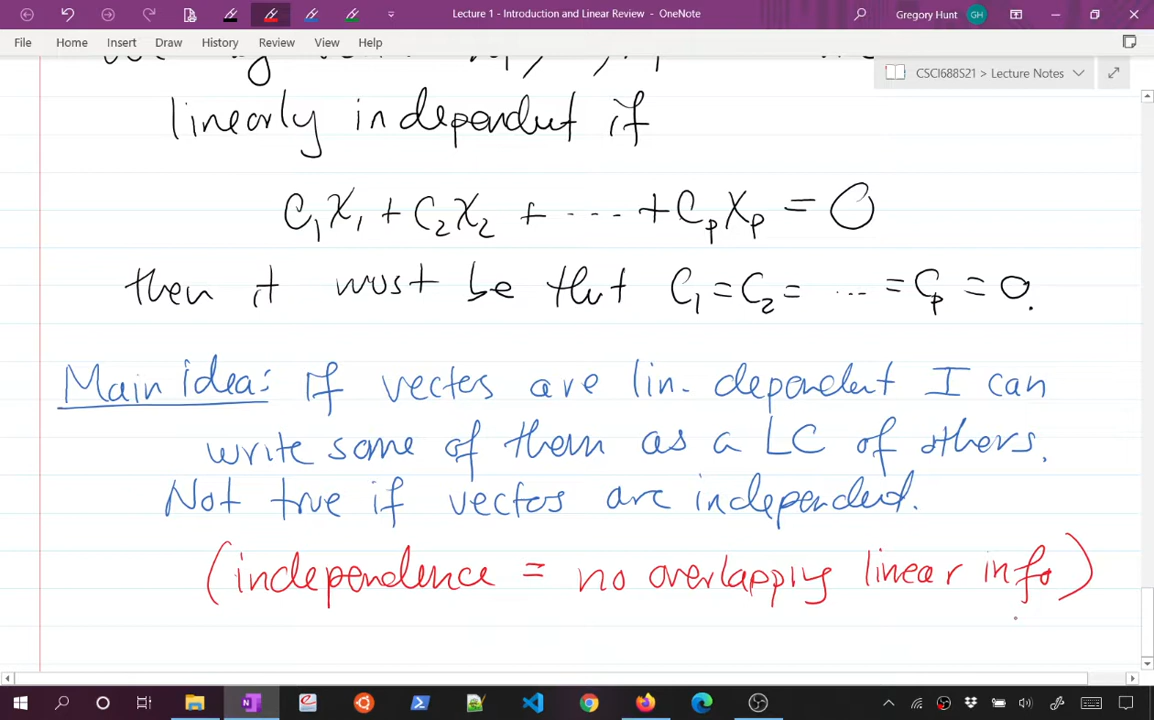 Lecture 1 - Introduction and Linear Review - OneNote
Gregory Hunt
GH
File Home Insert Draw History Review View Help
CSCI688S21 > Lecture Notes
linearly independent if
C₁X₁ + C₂X₂ + ... + CₚXₚ = 0
then it must be that C₁ = C₂ = ... = Cₚ = 0.
Main idea: If vectors are lin. dependent I can
write some of them as a LC of others.
Not true if vectors are independent.
(independence = no overlapping linear info)